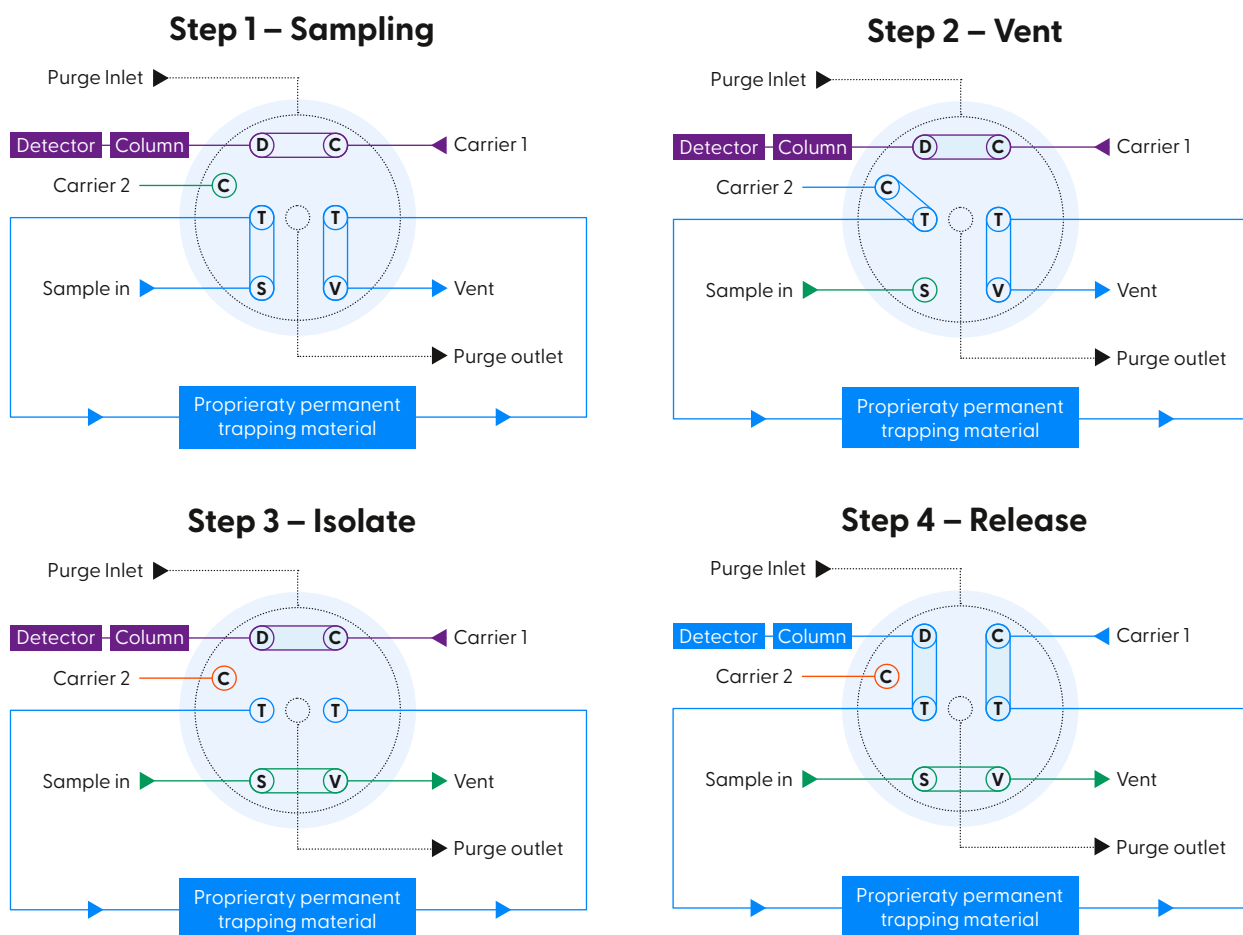 Step 1 – Sampling
Purge Inlet
Detector Column D C Carrier 1
Carrier 2 C
T T
Sample in S V Vent
Purge outlet
Proprieraty permanent
trapping material
Step 2 – Vent
Purge Inlet
Detector Column D C Carrier 1
Carrier 2 C
T T
Sample in S V Vent
Purge outlet
Proprieraty permanent
trapping material
Step 3 – Isolate
Purge Inlet
Detector Column D C Carrier 1
Carrier 2 C
T T
Sample in S V Vent
Purge outlet
Proprieraty permanent
trapping material
Step 4 – Release
Purge Inlet
Detector Column D C Carrier 1
Carrier 2 C
T T
Sample in S V Vent
Purge outlet
Proprieraty permanent
trapping material